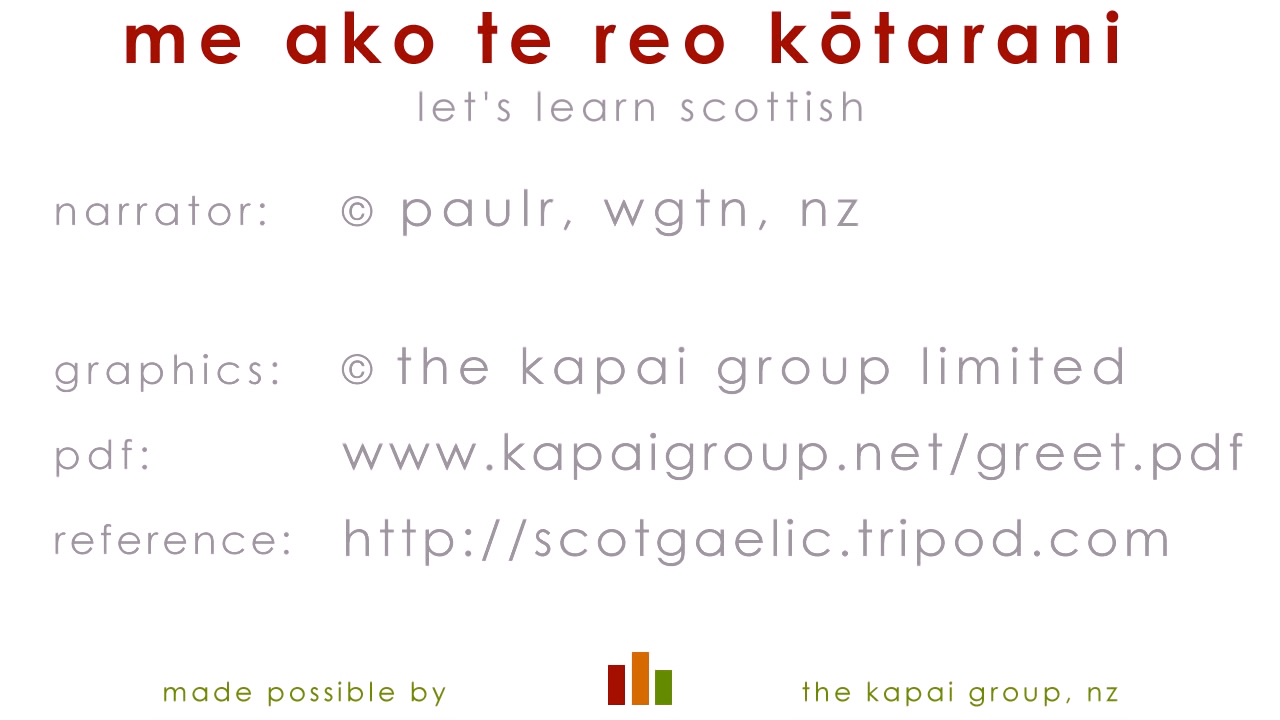 me ako te reo kōtarani
let's learn scottish
narrator: © paulr, wgtn, nz
graphics: © the kapai group limited
pdf: www.kapaigroup.net/greet.pdf
reference: http://scotgaelic.tripod.com
made possible by the kapai group, nz